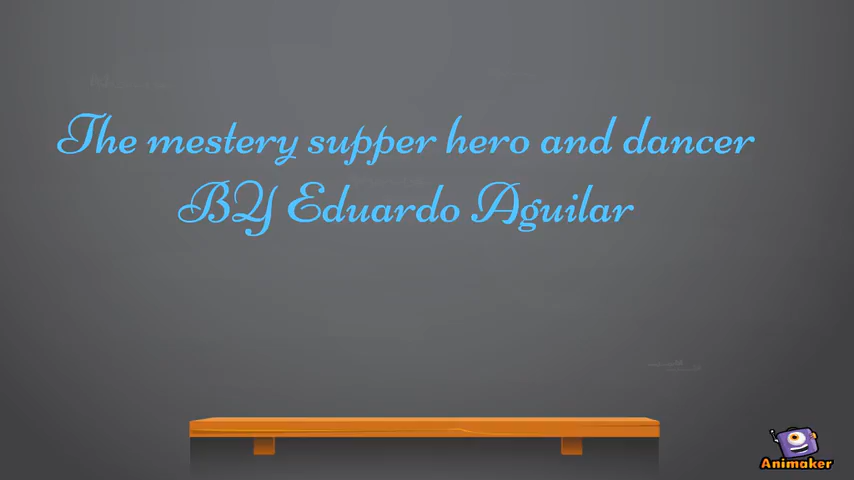 The mestery supper hero and dancer
BY Eduardo Aguilar
Animaker